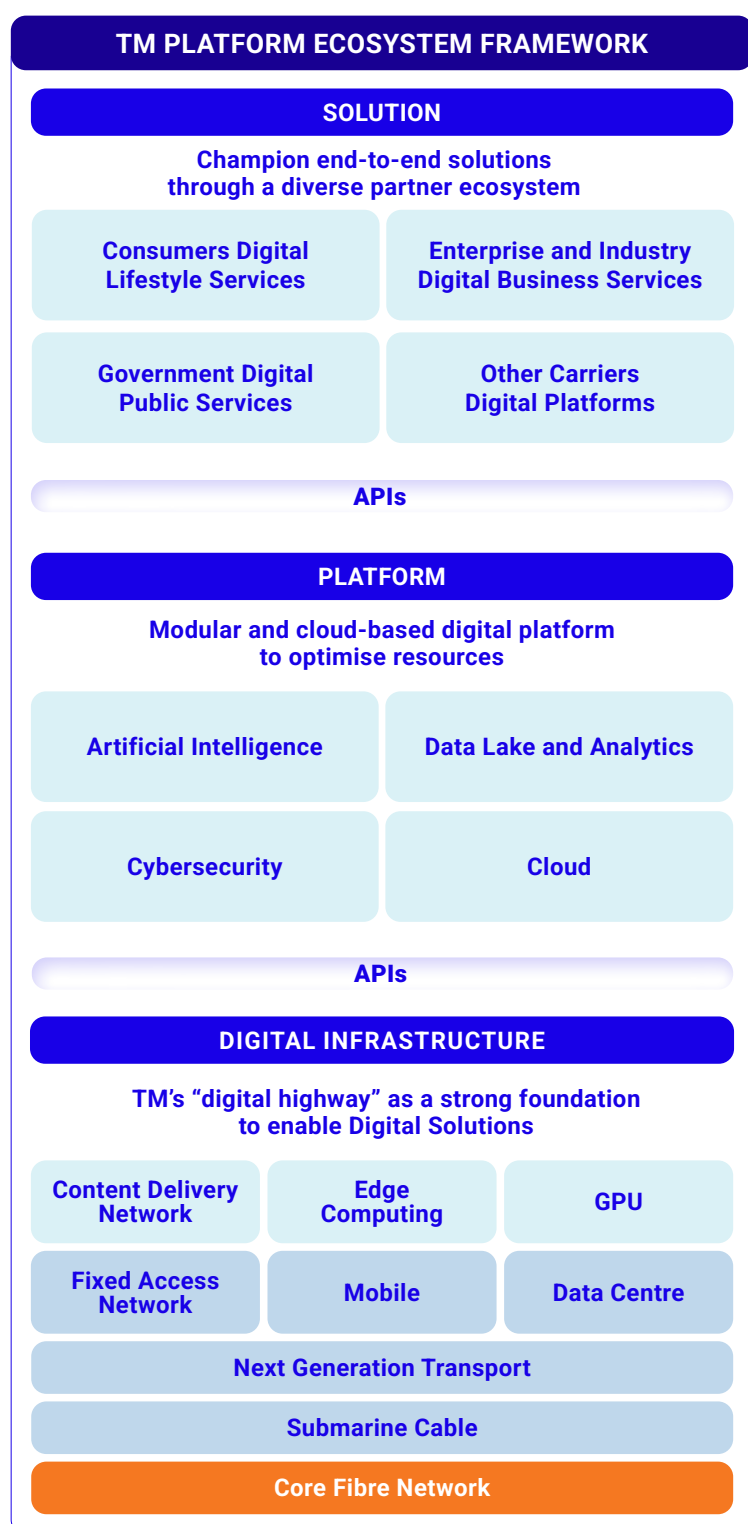 TM PLATFORM ECOSYSTEM FRAMEWORK
SOLUTION
Champion end-to-end solutions
through a diverse partner ecosystem
Consumers Digital
Lifestyle Services
Enterprise and Industry
Digital Business Services
Government Digital
Public Services
Other Carriers
Digital Platforms
APIs
PLATFORM
Modular and cloud-based digital platform
to optimise resources
Artificial Intelligence
Data Lake and Analytics
Cybersecurity
Cloud
APIs
DIGITAL INFRASTRUCTURE
TM’s “digital highway” as a strong foundation
to enable Digital Solutions
Content Delivery
Network
Edge
Computing
GPU
Fixed Access
Network
Mobile
Data Centre
Next Generation Transport
Submarine Cable
Core Fibre Network